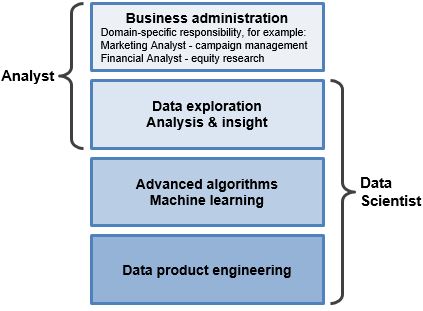 Business administration
Domain-specific responsibility, for example:
Marketing Analyst - campaign management
Financial Analyst - equity research
Analyst
Data exploration
Analysis & insight
Advanced algorithms
Machine learning
Data
Scientist
Data product engineering